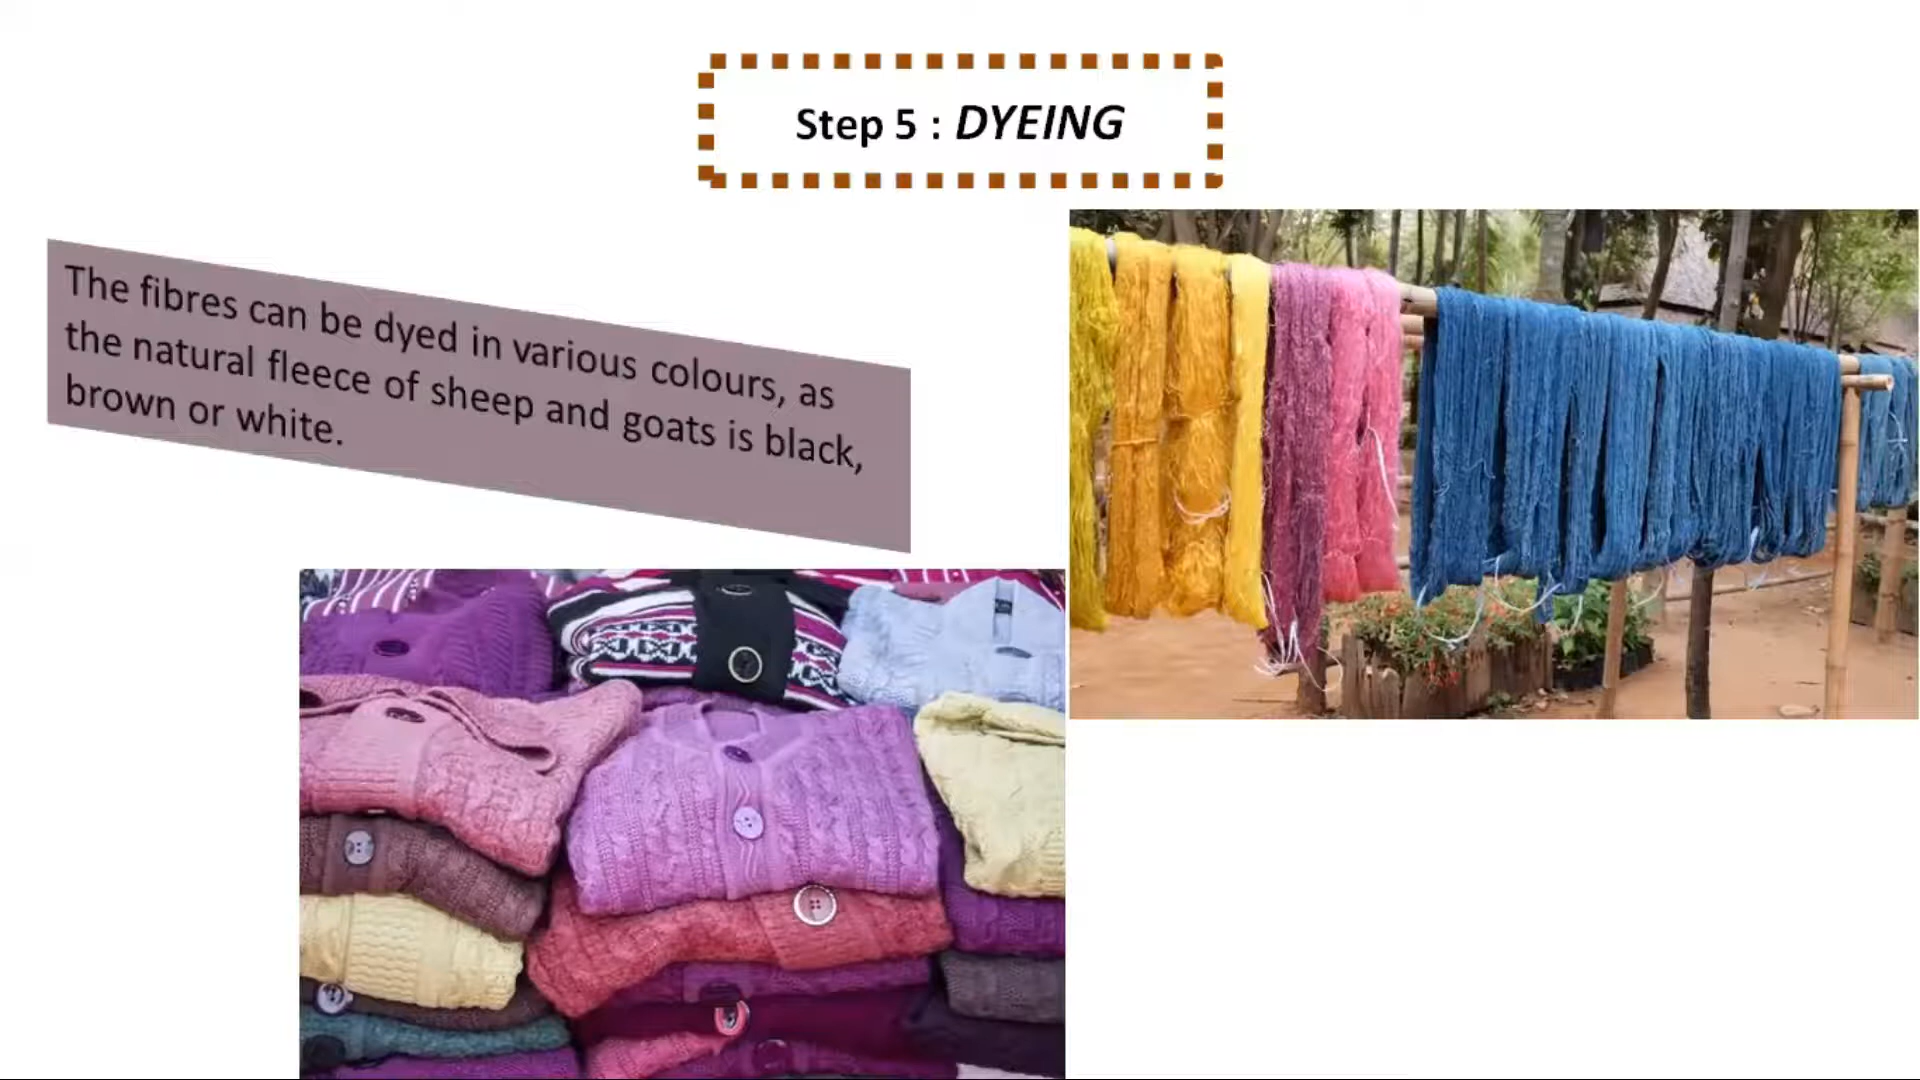 Step 5 : DYEING
The fibres can be dyed in various colours, as
the natural fleece of sheep and goats is black,
brown or white.